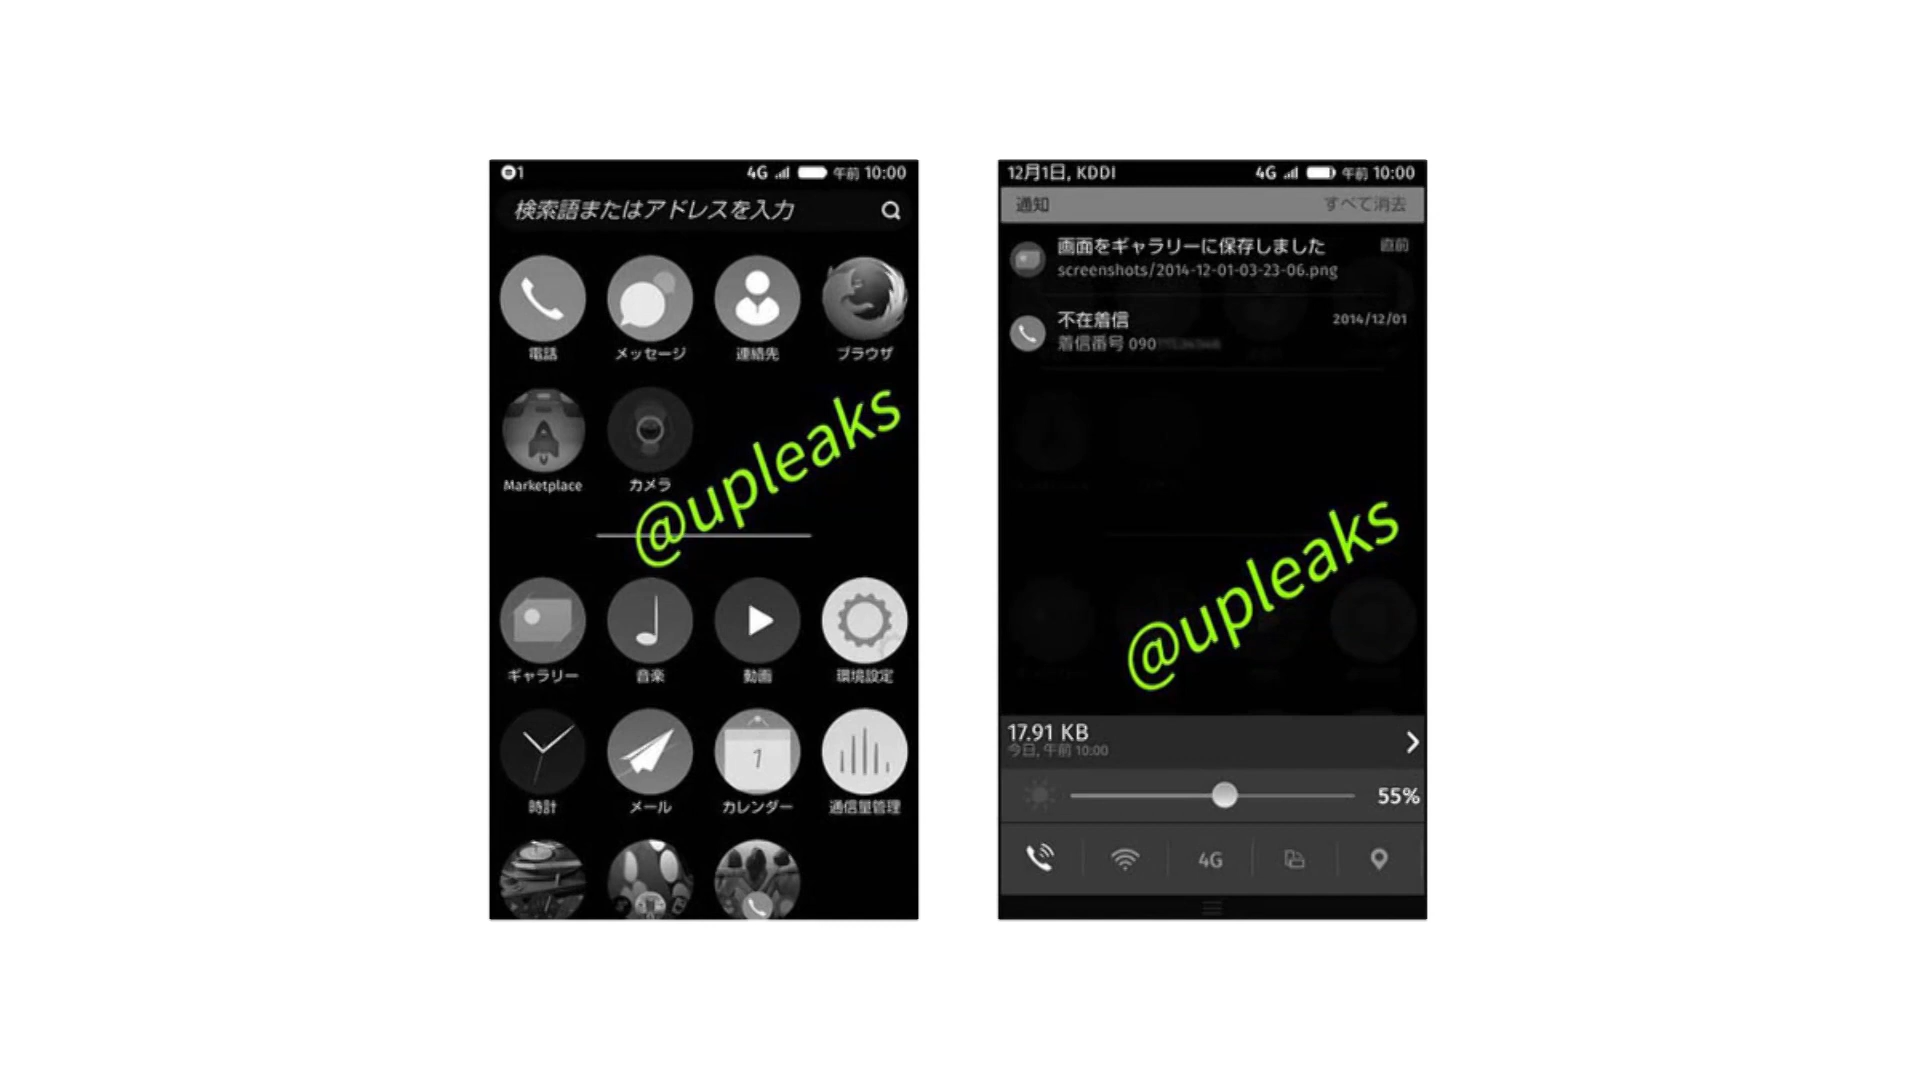 1 4G 午前 10:00
検索語またはアドレスを入力
電話 メッセージ 連絡先 ブラウザ
Marketplace カメラ
@upleaks
ギャラリー 音楽 動画 環境設定
1
時計 メール カレンダー 通信量管理
12月1日, KDDI 4G 午前 10:00
通知 すべて消去
画面をギャラリーに保存しました 直前
screenshots/2014-12-01-03-23-06.png
不在着信 2014/12/01
着信番号 090
@upleaks
17.91 KB
今日, 午前 10:00
55%
4G